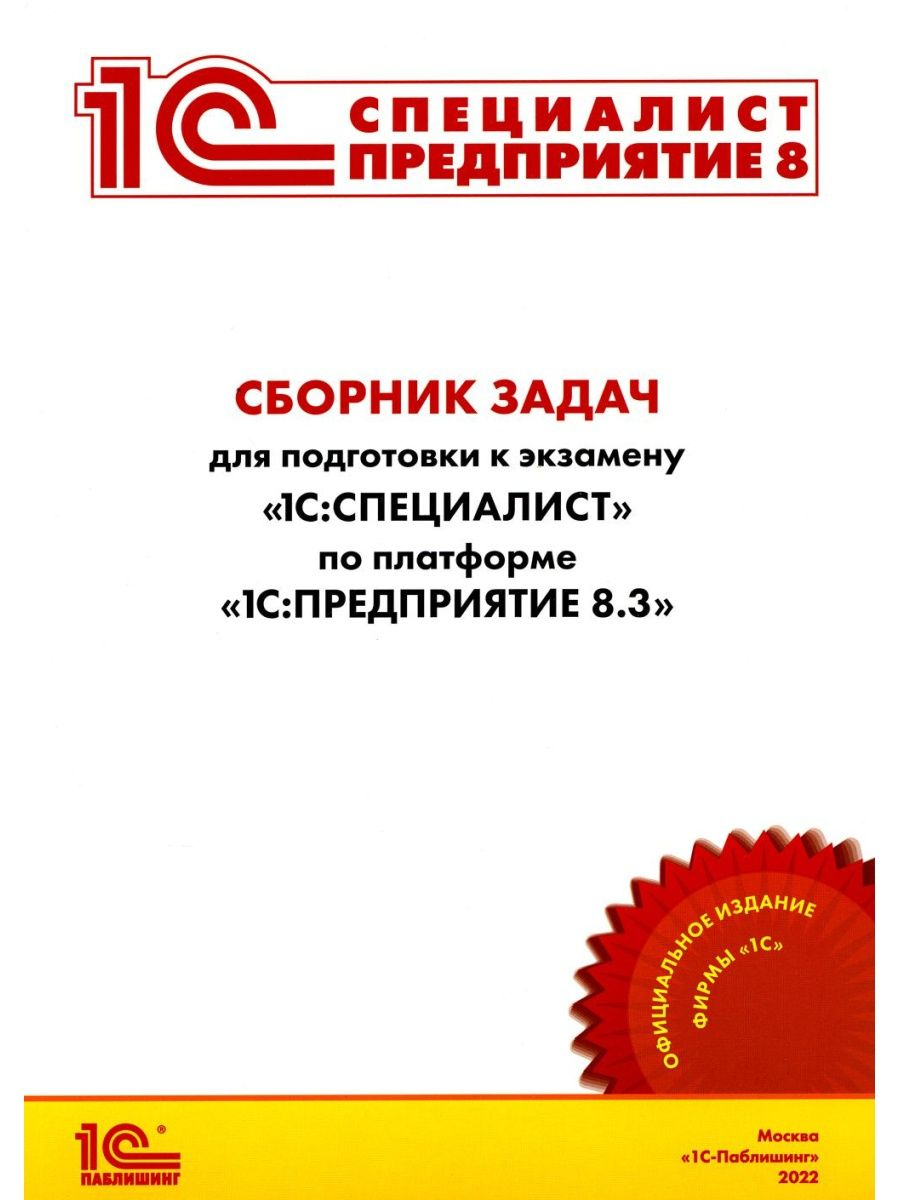 1С СПЕЦИАЛИСТ
ПРЕДПРИЯТИЕ 8
СБОРНИК ЗАДАЧ
для подготовки к экзамену
«1С:СПЕЦИАЛИСТ»
по платформе
«1С:ПРЕДПРИЯТИЕ 8.3»
ОФИЦИАЛЬНОЕ ИЗДАНИЕ
ФИРМЫ «1С»
1С®
ПАБЛИШИНГ
Москва
«1С-Паблишинг»
2022